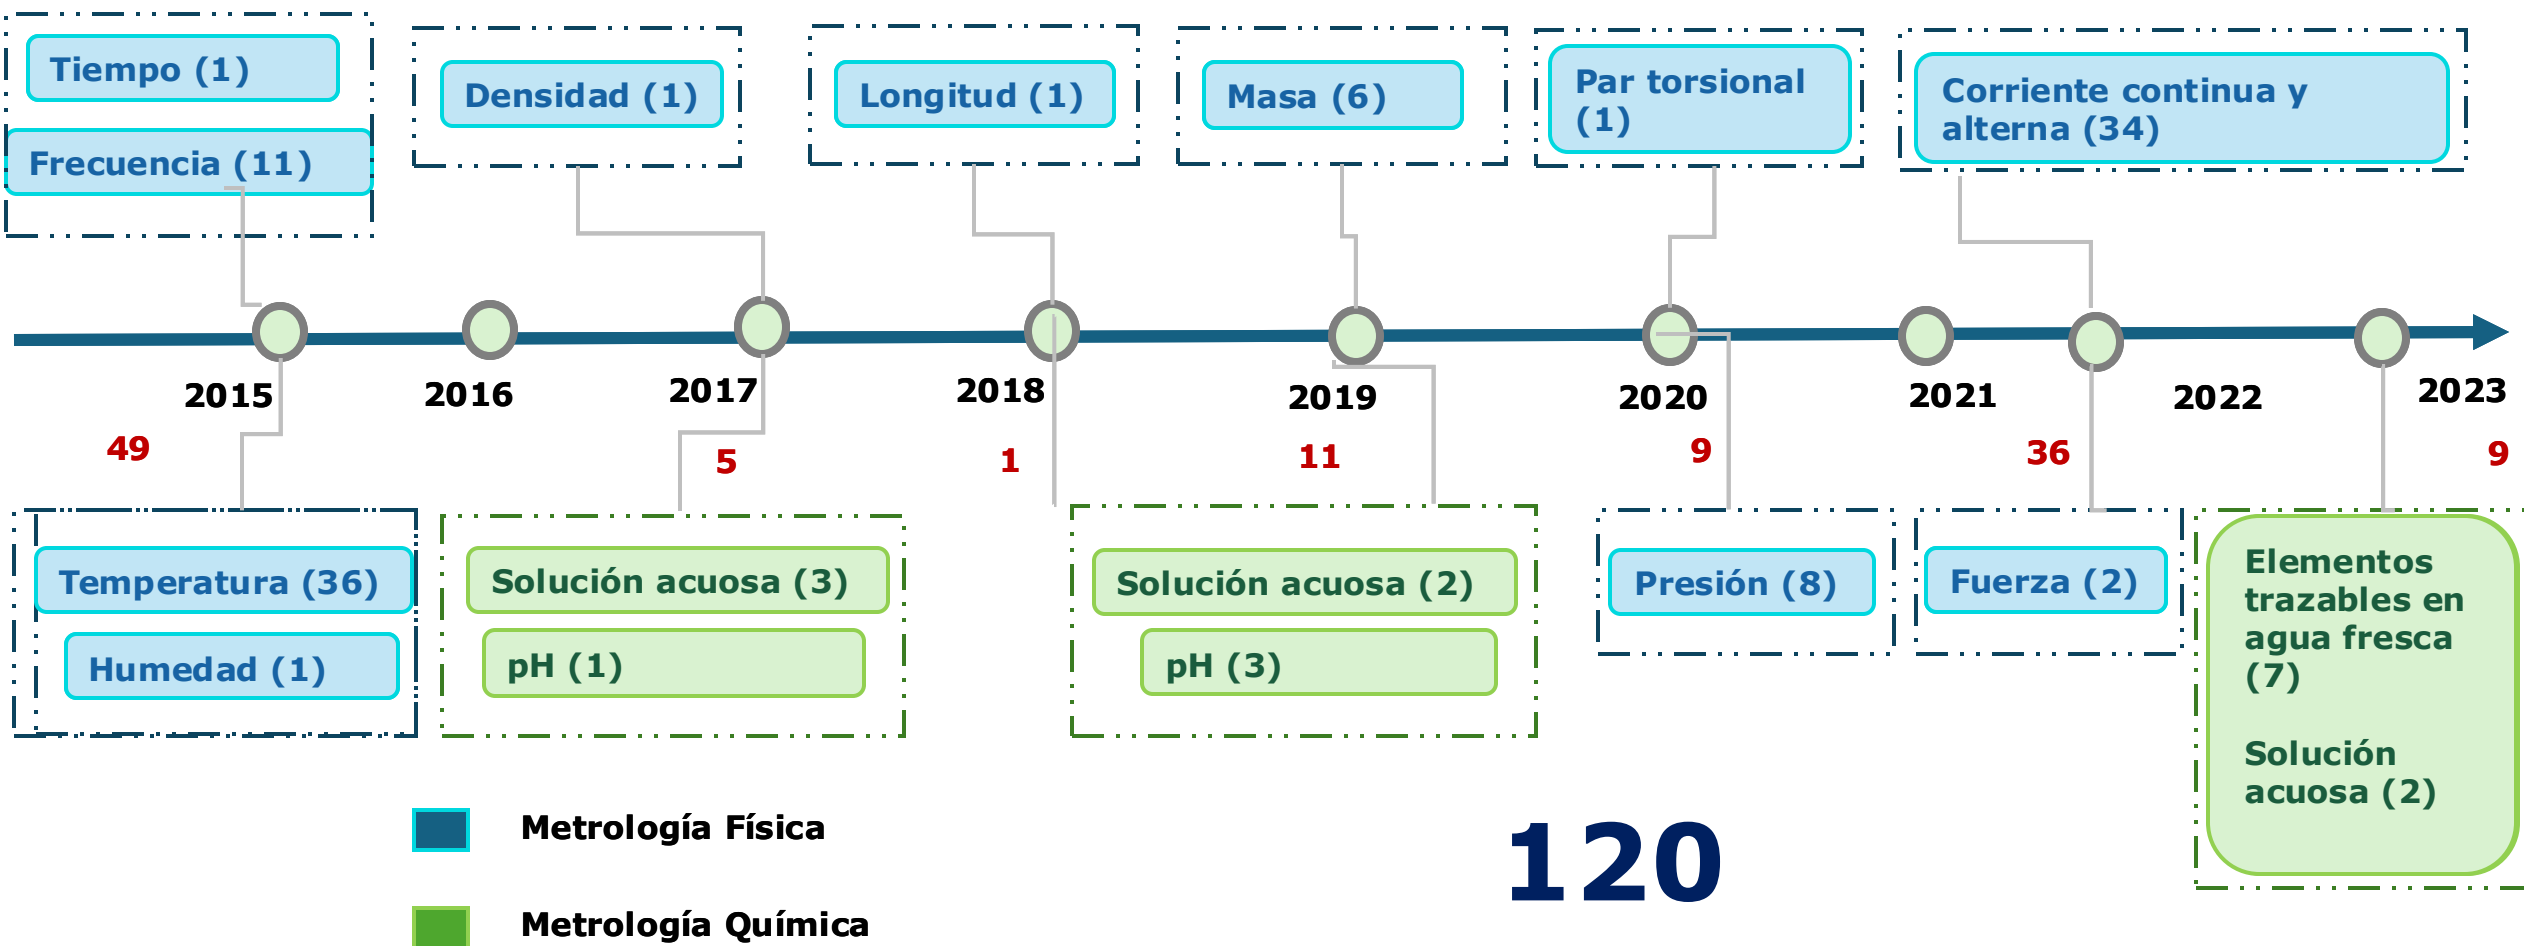 Tiempo (1)
Frecuencia (11)
Densidad (1)
Longitud (1)
Masa (6)
Par torsional
(1)
Corriente continua y
alterna (34)
2015
2016
2017
2018
2019
2020
2021
2022
2023
49
5
1
11
9
36
9
Temperatura (36)
Humedad (1)
Solución acuosa (3)
pH (1)
Solución acuosa (2)
pH (3)
Presión (8)
Fuerza (2)
Elementos
trazables en
agua fresca
(7)
Solución
acuosa (2)
Metrología Física
Metrología Química
120